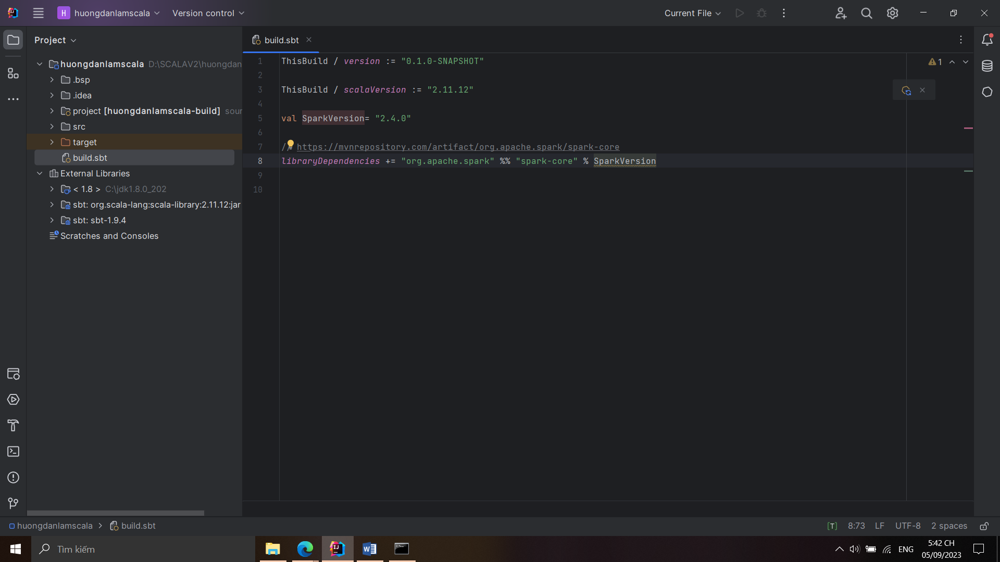 H huongdanlamscala
Version control
Current File
Project
build.sbt
huongdanlamscala D:\SCALAV2\huongdan
.bsp
.idea
project [huongdanlamscala-build] sour
src
target
build.sbt
External Libraries
< 1.8 > C:\jdk1.8.0_202
sbt: org.scala-lang:scala-library:2.11.12:jar
sbt: sbt-1.9.4
Scratches and Consoles
1 ThisBuild / version := "0.1.0-SNAPSHOT"
2
3 ThisBuild / scalaVersion := "2.11.12"
4
5 val SparkVersion= "2.4.0"
6
7 // https://mvnrepository.com/artifact/org.apache.spark/spark-core
8 libraryDependencies += "org.apache.spark" %% "spark-core" % SparkVersion
9
10
1
huongdanlamscala > build.sbt
[T] 8:73 LF UTF-8 2 spaces
Tìm kiếm
ENG
5:42 CH
05/09/2023